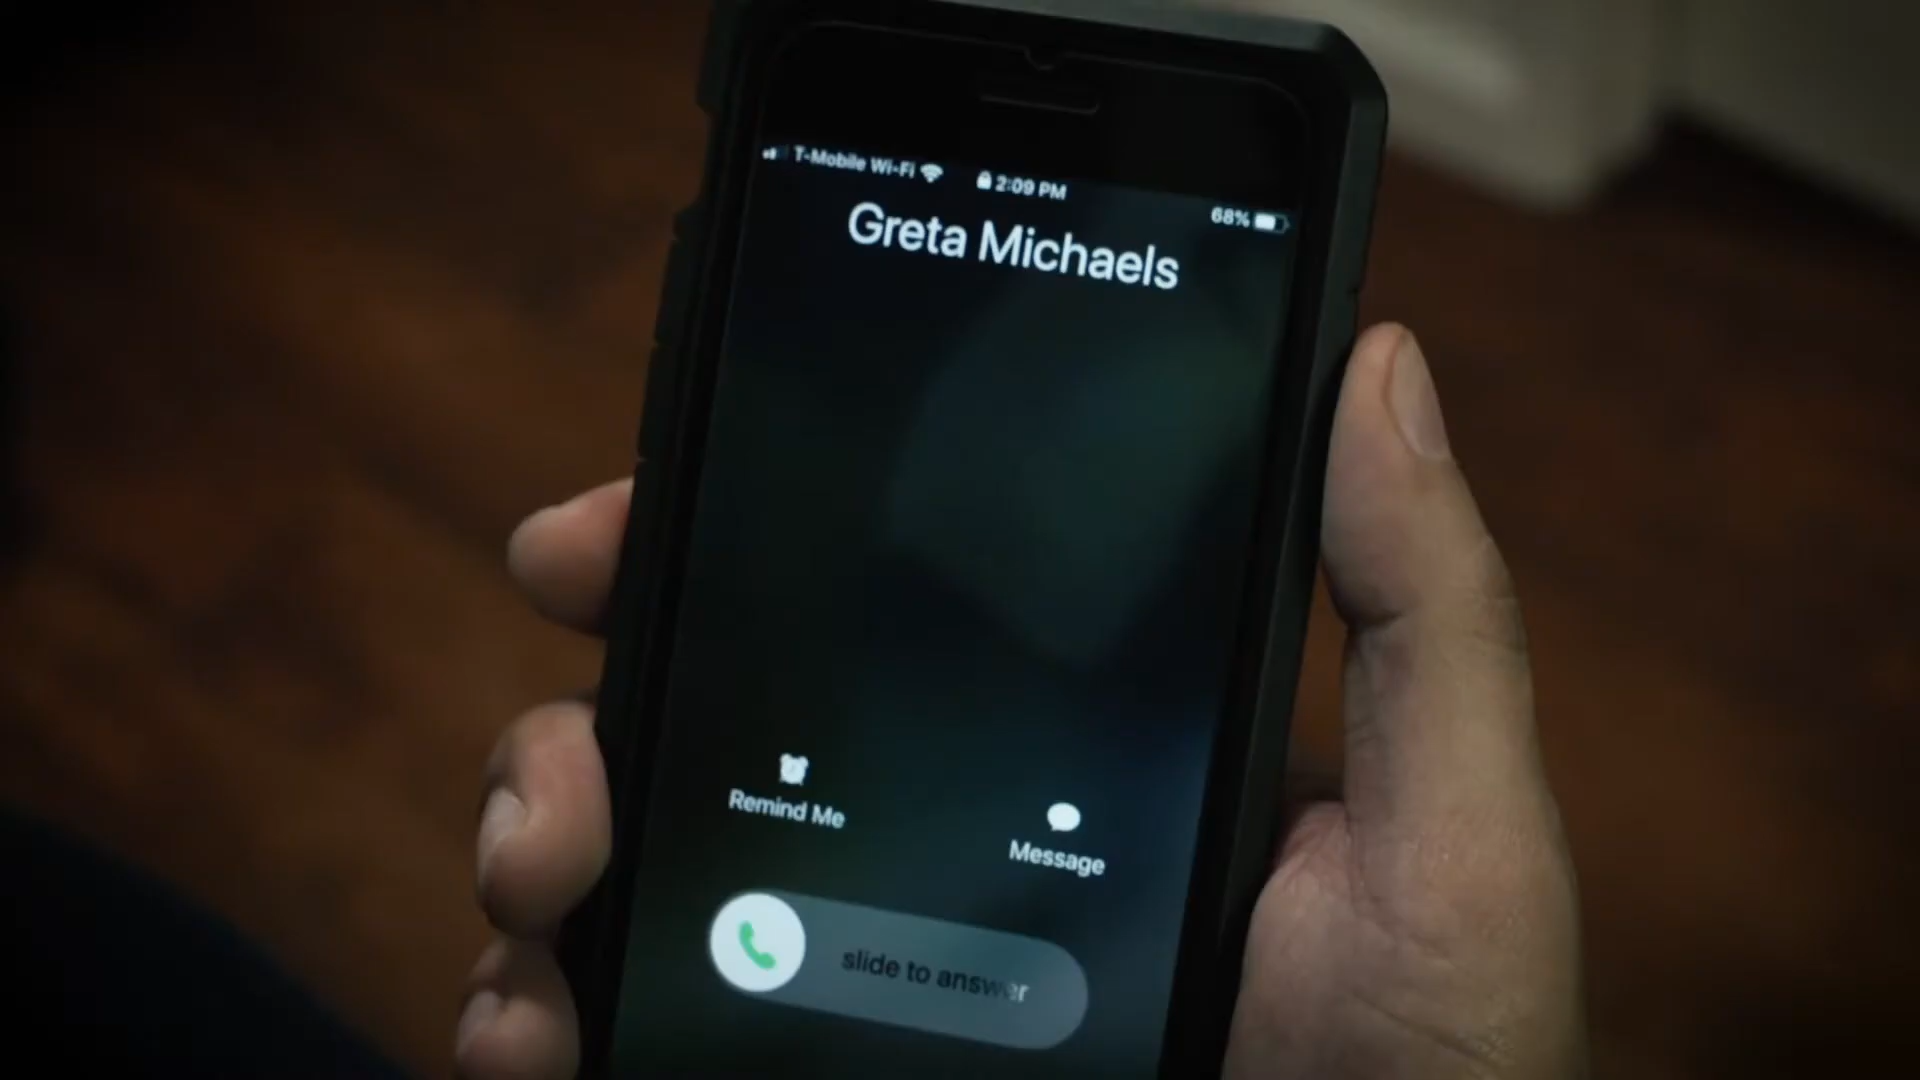 T-Mobile Wi-Fi 2:09 PM 68%
Greta Michaels
Remind Me
Message
slide to answer